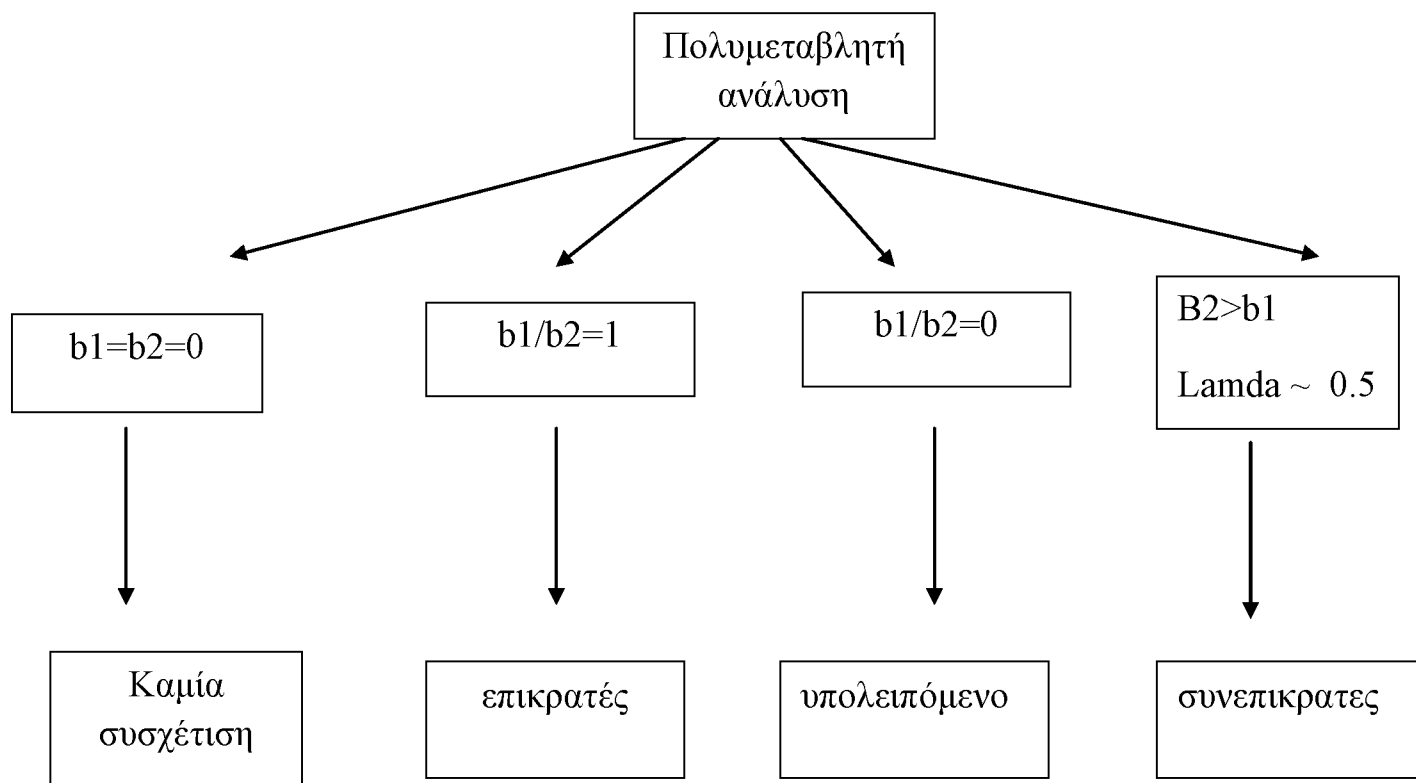 Πολυμεταβλητή
ανάλυση
b1=b2=0
b1/b2=1
b1/b2=0
B2>b1
Lamda ~ 0.5
Καμία
συσχέτιση
επικρατές
υπολειπόμενο
συνεπικρατες